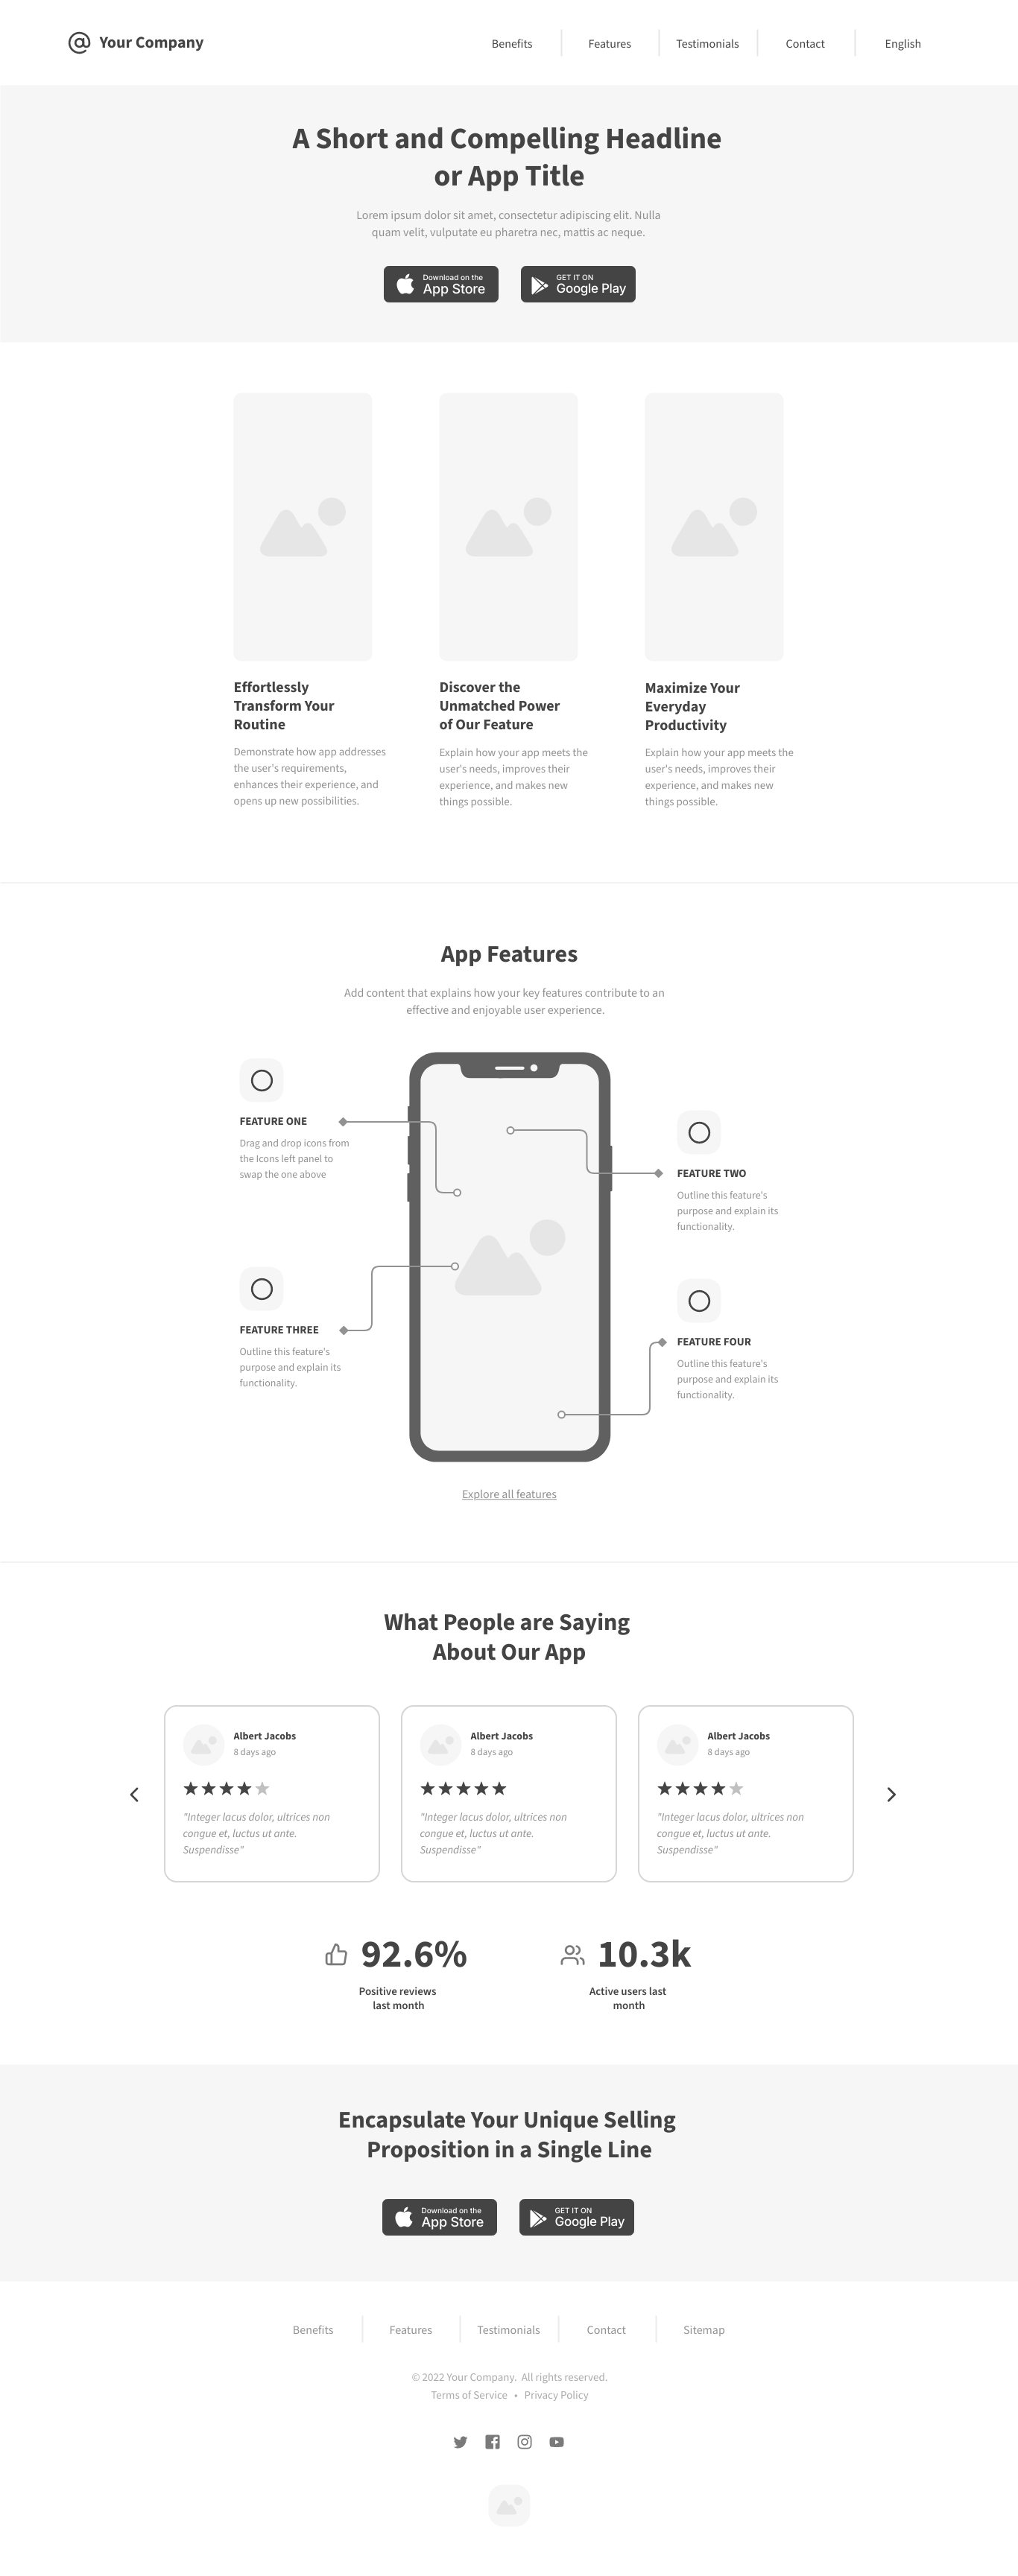 Your Company
Benefits
Features
Testimonials
Contact
English
A Short and Compelling Headline
or App Title
Lorem ipsum dolor sit amet, consectetur adipiscing elit. Nulla
quam velit, vulputate eu pharetra nec, mattis ac neque.
Download on the
App Store
GET IT ON
Google Play
Effortlessly
Transform Your
Routine
Demonstrate how app addresses
the user's requirements,
enhances their experience, and
opens up new possibilities.
Discover the
Unmatched Power
of Our Feature
Explain how your app meets the
user's needs, improves their
experience, and makes new
things possible.
Maximize Your
Everyday
Productivity
Explain how your app meets the
user's needs, improves their
experience, and makes new
things possible.
App Features
Add content that explains how your key features contribute to an
effective and enjoyable user experience.
FEATURE ONE
Drag and drop icons from
the Icons left panel to
swap the one above
FEATURE TWO
Outline this feature's
purpose and explain its
functionality.
FEATURE THREE
Outline this feature's
purpose and explain its
functionality.
FEATURE FOUR
Outline this feature's
purpose and explain its
functionality.
Explore all features
What People are Saying
About Our App
Albert Jacobs
8 days ago
"Integer lacus dolor, ultrices non
congue et, luctus ut ante.
Suspendisse"
Albert Jacobs
8 days ago
"Integer lacus dolor, ultrices non
congue et, luctus ut ante.
Suspendisse"
Albert Jacobs
8 days ago
"Integer lacus dolor, ultrices non
congue et, luctus ut ante.
Suspendisse"
92.6%
Positive reviews
last month
10.3k
Active users last
month
Encapsulate Your Unique Selling
Proposition in a Single Line
Download on the
App Store
GET IT ON
Google Play
Benefits
Features
Testimonials
Contact
Sitemap
© 2022 Your Company. All rights reserved.
Terms of Service • Privacy Policy